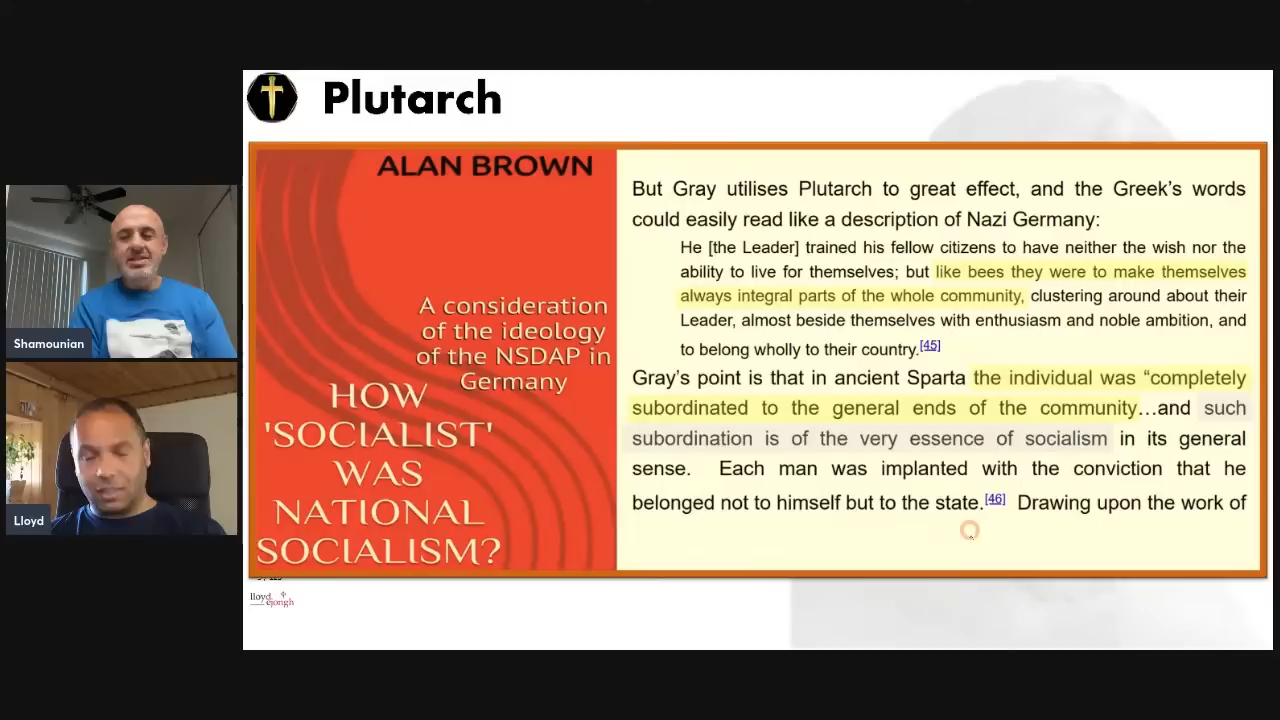 Plutarch
ALAN BROWN
A consideration
of the ideology
of the NSDAP in
Germany
HOW
'SOCIALIST'
WAS
NATIONAL
SOCIALISM?
But Gray utilises Plutarch to great effect, and the Greek's words
could easily read like a description of Nazi Germany:
He [the Leader] trained his fellow citizens to have neither the wish nor the
ability to live for themselves; but like bees they were to make themselves
always integral parts of the whole community, clustering around about their
Leader, almost beside themselves with enthusiasm and noble ambition, and
to belong wholly to their country.[45]
Gray's point is that in ancient Sparta the individual was “completely
subordinated to the general ends of the community…and such
subordination is of the very essence of socialism in its general
sense. Each man was implanted with the conviction that he
belonged not to himself but to the state.[46] Drawing upon the work of
Shamounian
Lloyd
lloyd
ejongh